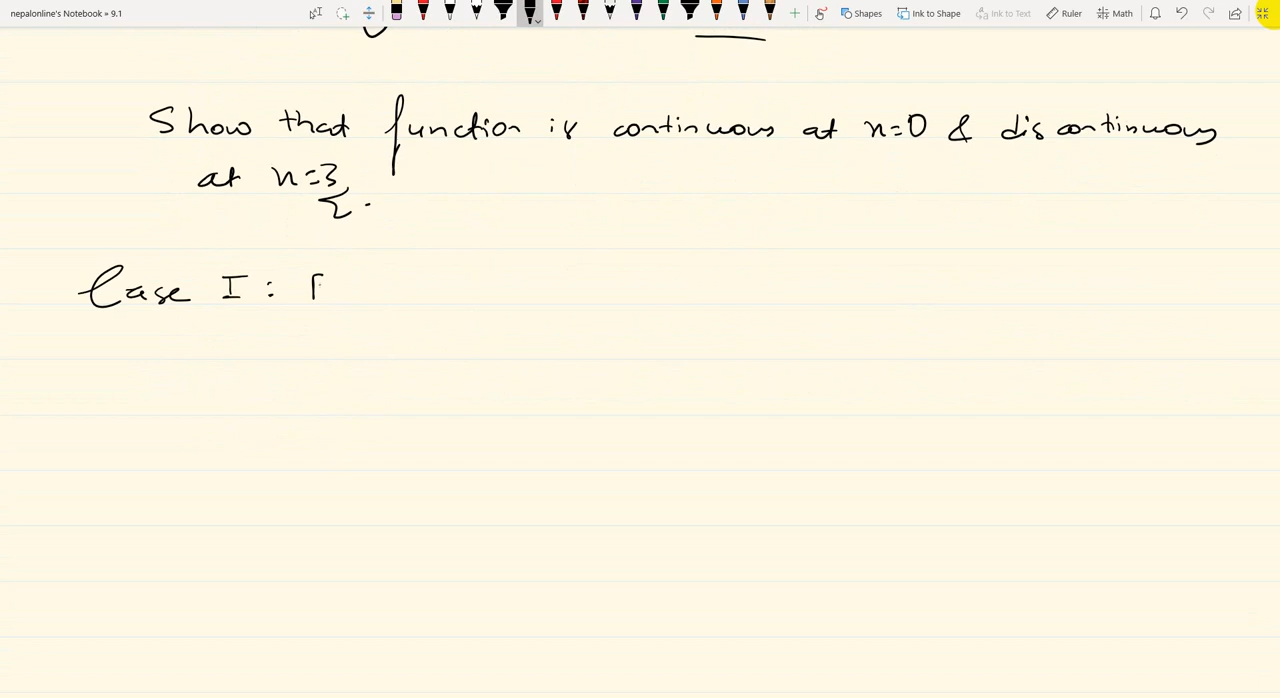 nepalonline's Notebook » 9.1
Shapes Ink to Shape Ink to Text Ruler Math
Show that function is continuous at x=0 & discontinuous
at x=3
2.
Case I :